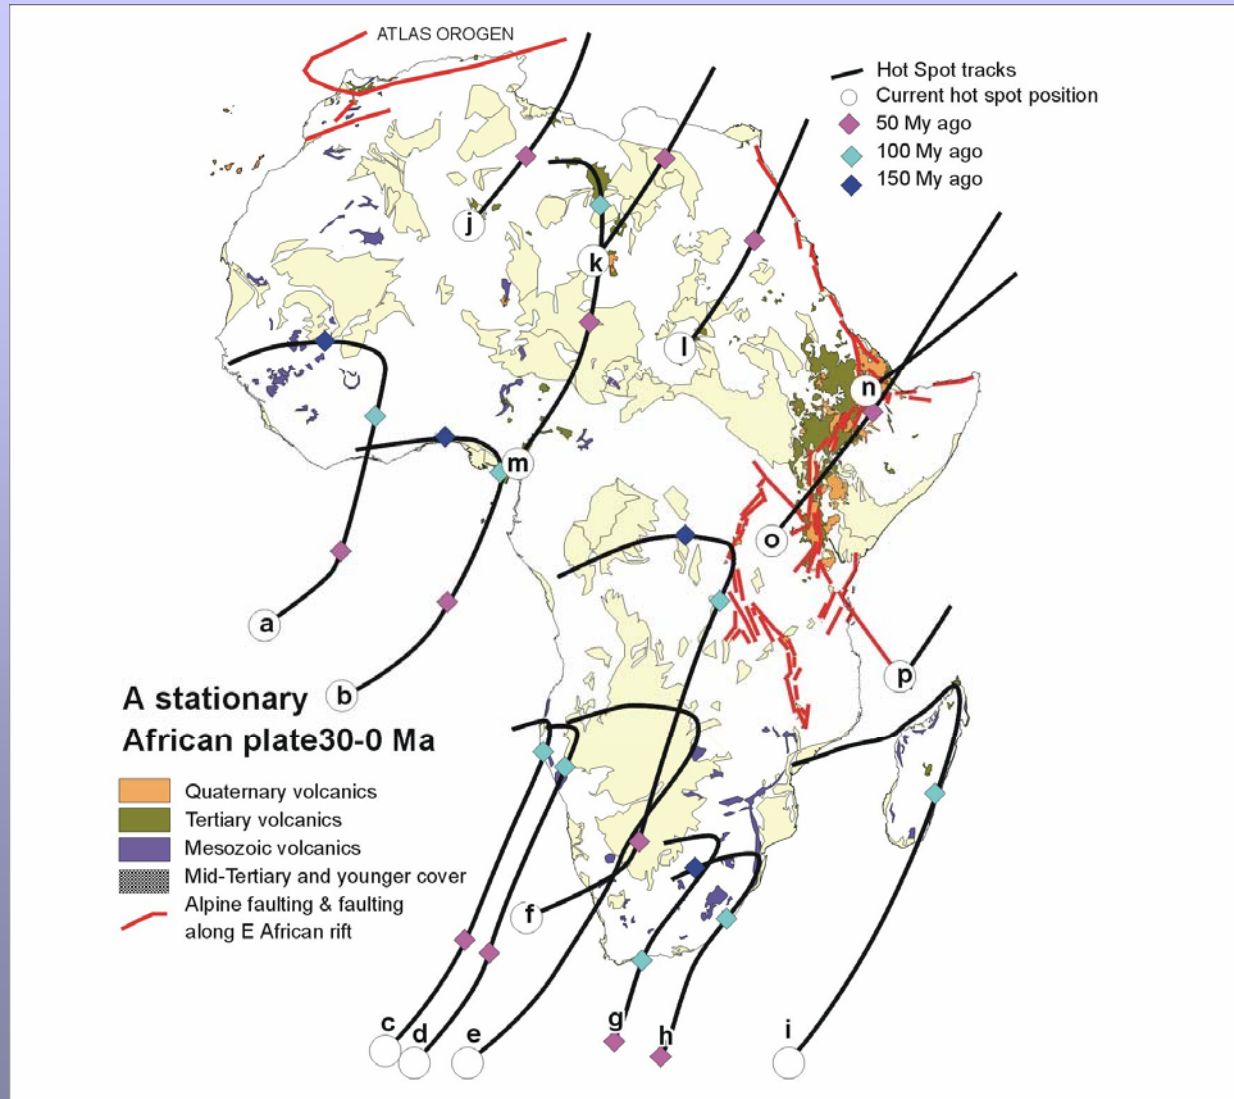 ATLAS OROGEN
Hot Spot tracks
Current hot spot position
50 My ago
100 My ago
150 My ago
j
k
l
n
m
o
a
p
b
A stationary
African plate30-0 Ma
Quaternary volcanics
Tertiary volcanics
Mesozoic volcanics
Mid-Tertiary and younger cover
Alpine faulting & faulting
along E African rift
f
c
d
e
g
h
i